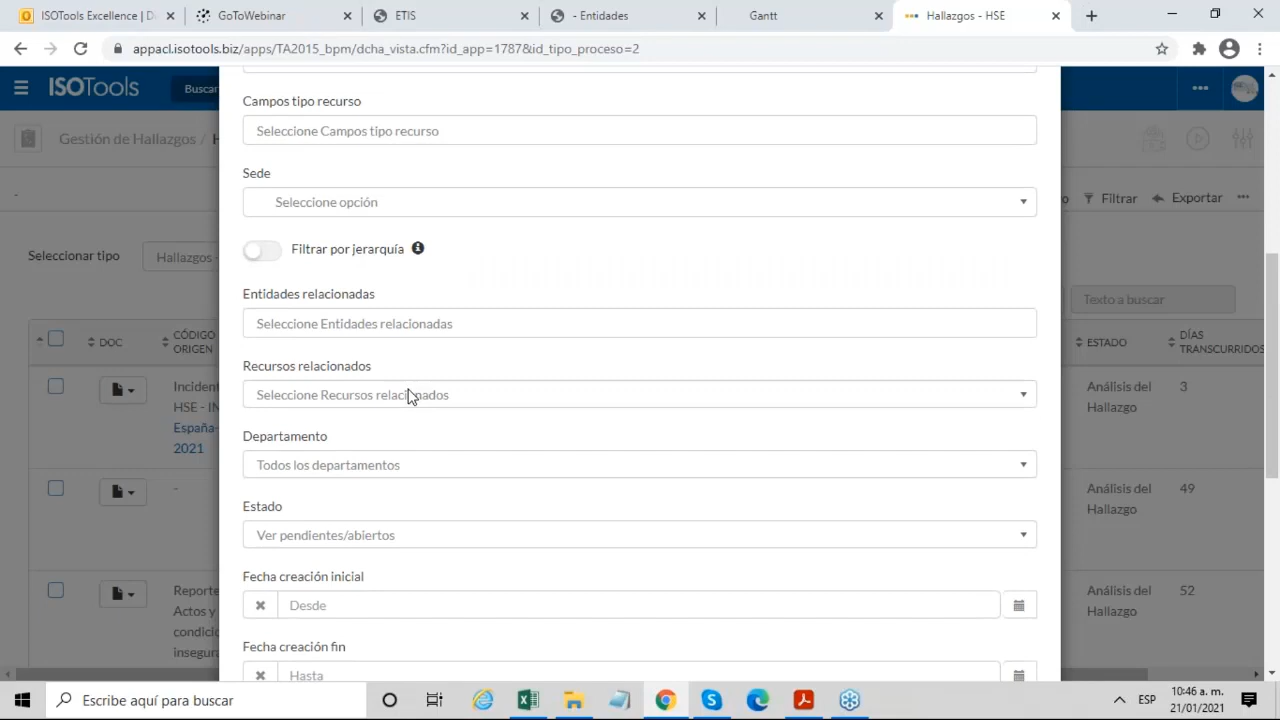 ISOTools Excellence | D
GoToWebinar
ETIS
- Entidades
Gantt
Hallazgos - HSE
appacl.isotools.biz/apps/TA2015_bpm/dcha_vista.cfm?id_app=1787&id_tipo_proceso=2
ISOTools
Buscar
Gestión de Hallazgos / H
-
Filtrar
Exportar
Seleccionar tipo
Hallazgos -
Texto a buscar
DOC
CÓDIGO
ORIGEN
ESTADO
DÍAS
TRANSCURRIDOS
Inciden
HSE - IN
España-
2021
Análisis del
Hallazgo
3
-
Análisis del
Hallazgo
49
Reporte
Actos y
condicio
insegura
Análisis del
Hallazgo
52
Campos tipo recurso
Seleccione Campos tipo recurso
Sede
Seleccione opción
Filtrar por jerarquía
Entidades relacionadas
Seleccione Entidades relacionadas
Recursos relacionados
Seleccione Recursos relacionados
Departamento
Todos los departamentos
Estado
Ver pendientes/abiertos
Fecha creación inicial
Desde
Fecha creación fin
Hasta
Escribe aquí para buscar
ESP
10:46 a. m.
21/01/2021